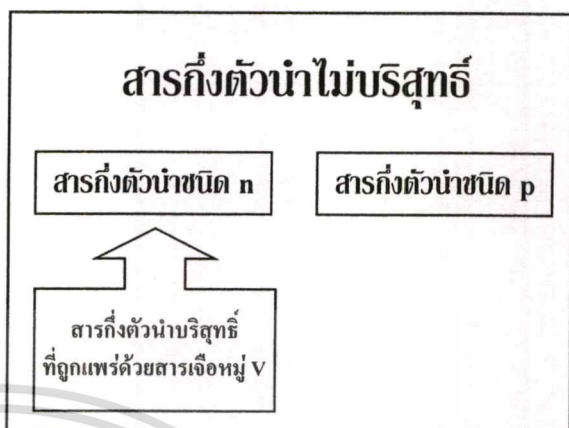 สารกึ่งตัวนำไม่บริสุทธิ์
สารกึ่งตัวนำชนิด n
สารกึ่งตัวนำชนิด p
สารกึ่งตัวนำบริสุทธิ์
ที่ถูกแพร่ด้วยสารเจือหมู่ V